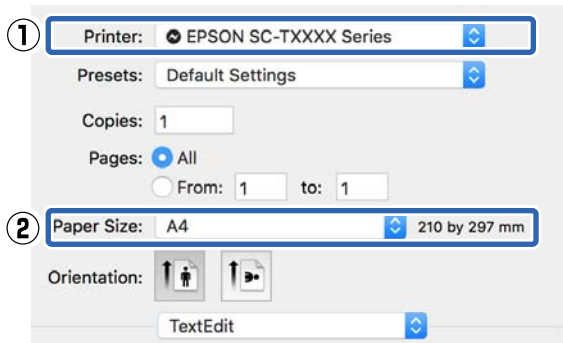 ① Printer: EPSON SC-TXXXX Series
Presets: Default Settings
Copies: 1
Pages: All
From: 1 to: 1
② Paper Size: A4 210 by 297 mm
Orientation:
TextEdit